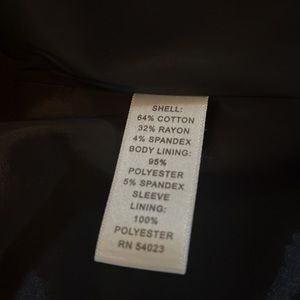 SHELL:
64% COTTON
32% RAYON
4% SPANDEX
BODY LINING:
95%
POLYESTER
5% SPANDEX
SLEEVE
LINING:
100%
POLYESTER
RN 54023